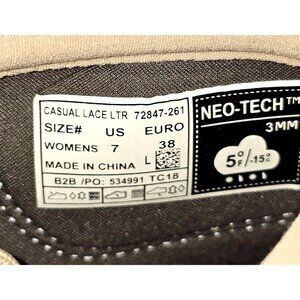 CASUAL LACE LTR 72847-261
SIZE# US EURO
WOMENS 7 38
MADE IN CHINA L
B2B /PO: 534991 TC18
NEO-TECH™
3MM
5°/-15°